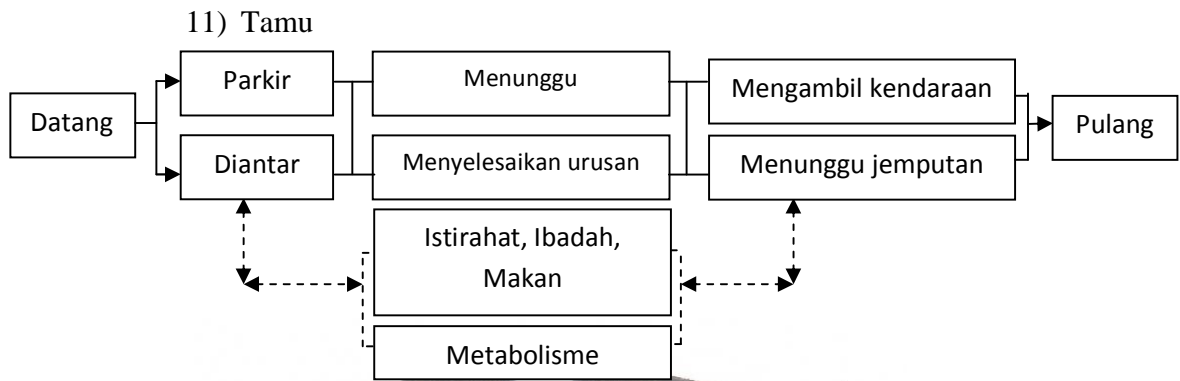 11) Tamu
Datang
Parkir
Diantar
Menunggu
Menyelesaikan urusan
Istirahat, Ibadah,
Makan
Metabolisme
Mengambil kendaraan
Menunggu jemputan
Pulang